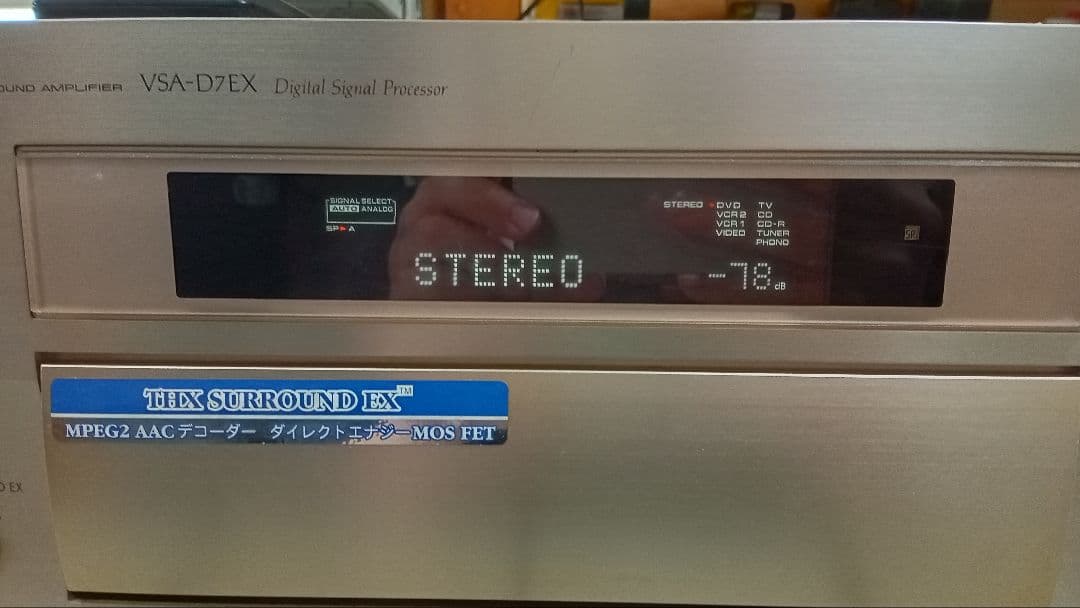 OUND AMPLIFIER VSA-D7EX Digital Signal Processor
SIGNAL SELECT
AUTO ANALOG
SP►A
STEREO
STEREO •DVD TV
VCR2 CD
VCR1 CD-R
VIDEO TUNER
PHONO
-78 dB
THX SURROUND EX™
MPEG2 AACデコーダー ダイレクトエナジーMOS FET
D EX